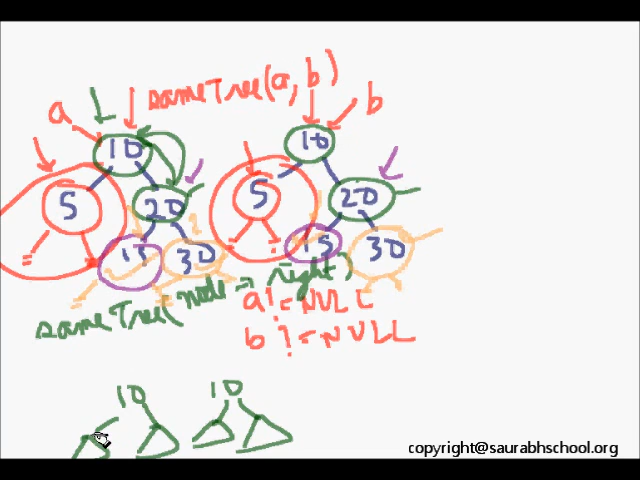 sameTree(a, b)
a
b
10
10
5
20
5
20
15
30
15
30
sameTree(node → right)
a != NULL
b != NULL
10
10
copyright@saurabhschool.org